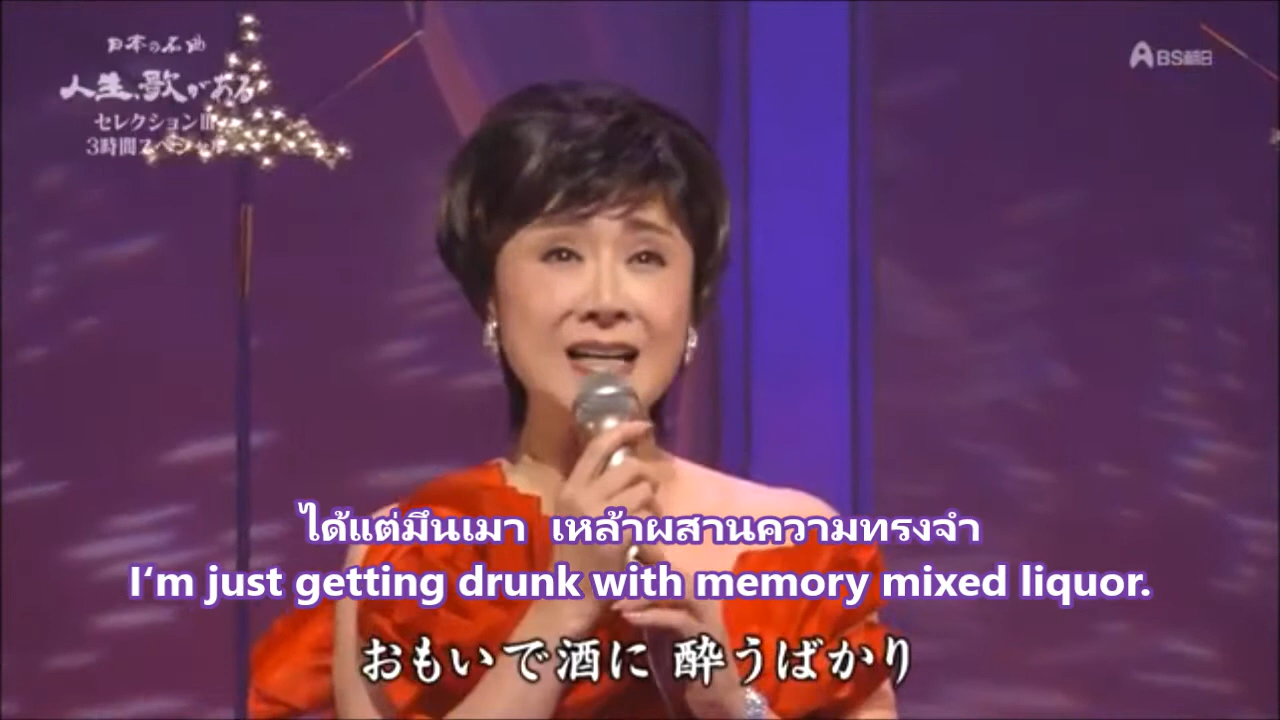 日本の名曲
人生、歌がある
セレクションIII
3時間スペシャル
BS朝日
ได้แต่มึนเมา เหล้าผสานความทรงจำ
I‘m just getting drunk with memory mixed liquor.
おもいで酒に 酔うばかり